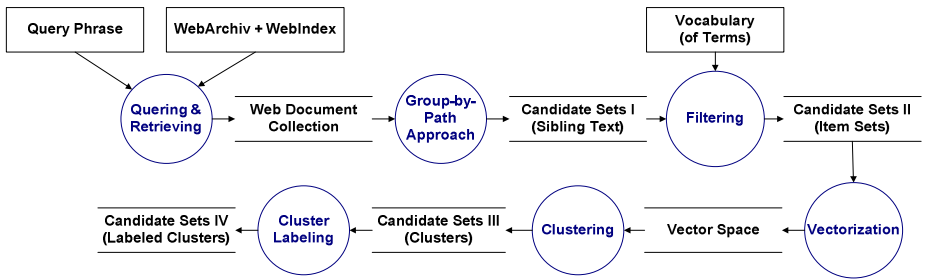 Query Phrase
WebArchiv + WebIndex
Vocabulary
(of Terms)
Quering &
Retrieving
Web Document
Collection
Group-by-
Path
Approach
Candidate Sets I
(Sibling Text)
Filtering
Candidate Sets II
(Item Sets)
Candidate Sets IV
(Labeled Clusters)
Cluster
Labeling
Candidate Sets III
(Clusters)
Clustering
Vector Space
Vectorization